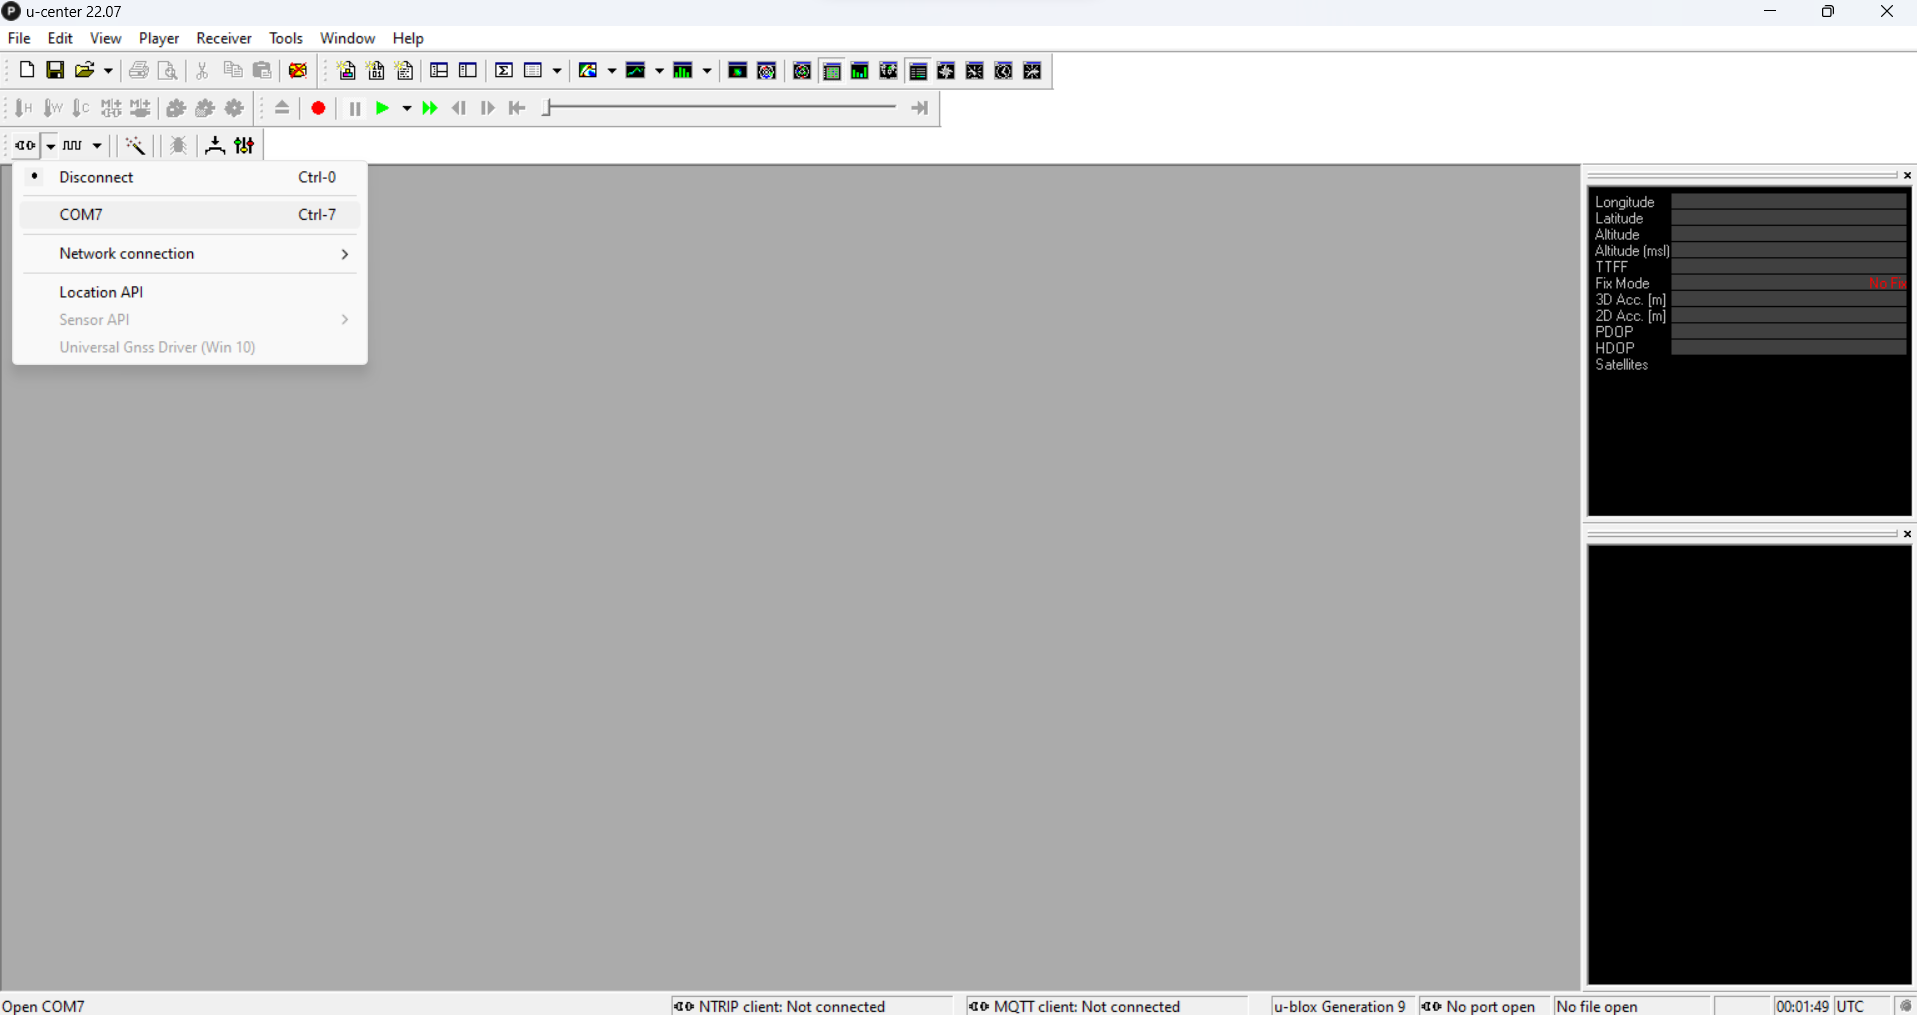 u-center 22.07
File Edit View Player Receiver Tools Window Help
Disconnect Ctrl-0
COM7 Ctrl-7
Network connection
Location API
Sensor API
Universal Gnss Driver (Win 10)
Longitude
Latitude
Altitude
Altitude (msl)
TTFF
Fix Mode No Fix
3D Acc. [m]
2D Acc. [m]
PDOP
HDOP
Satellites
Open COM7 NTRIP client: Not connected MQTT client: Not connected u-blox Generation 9 No port open No file open 00:01:49 UTC